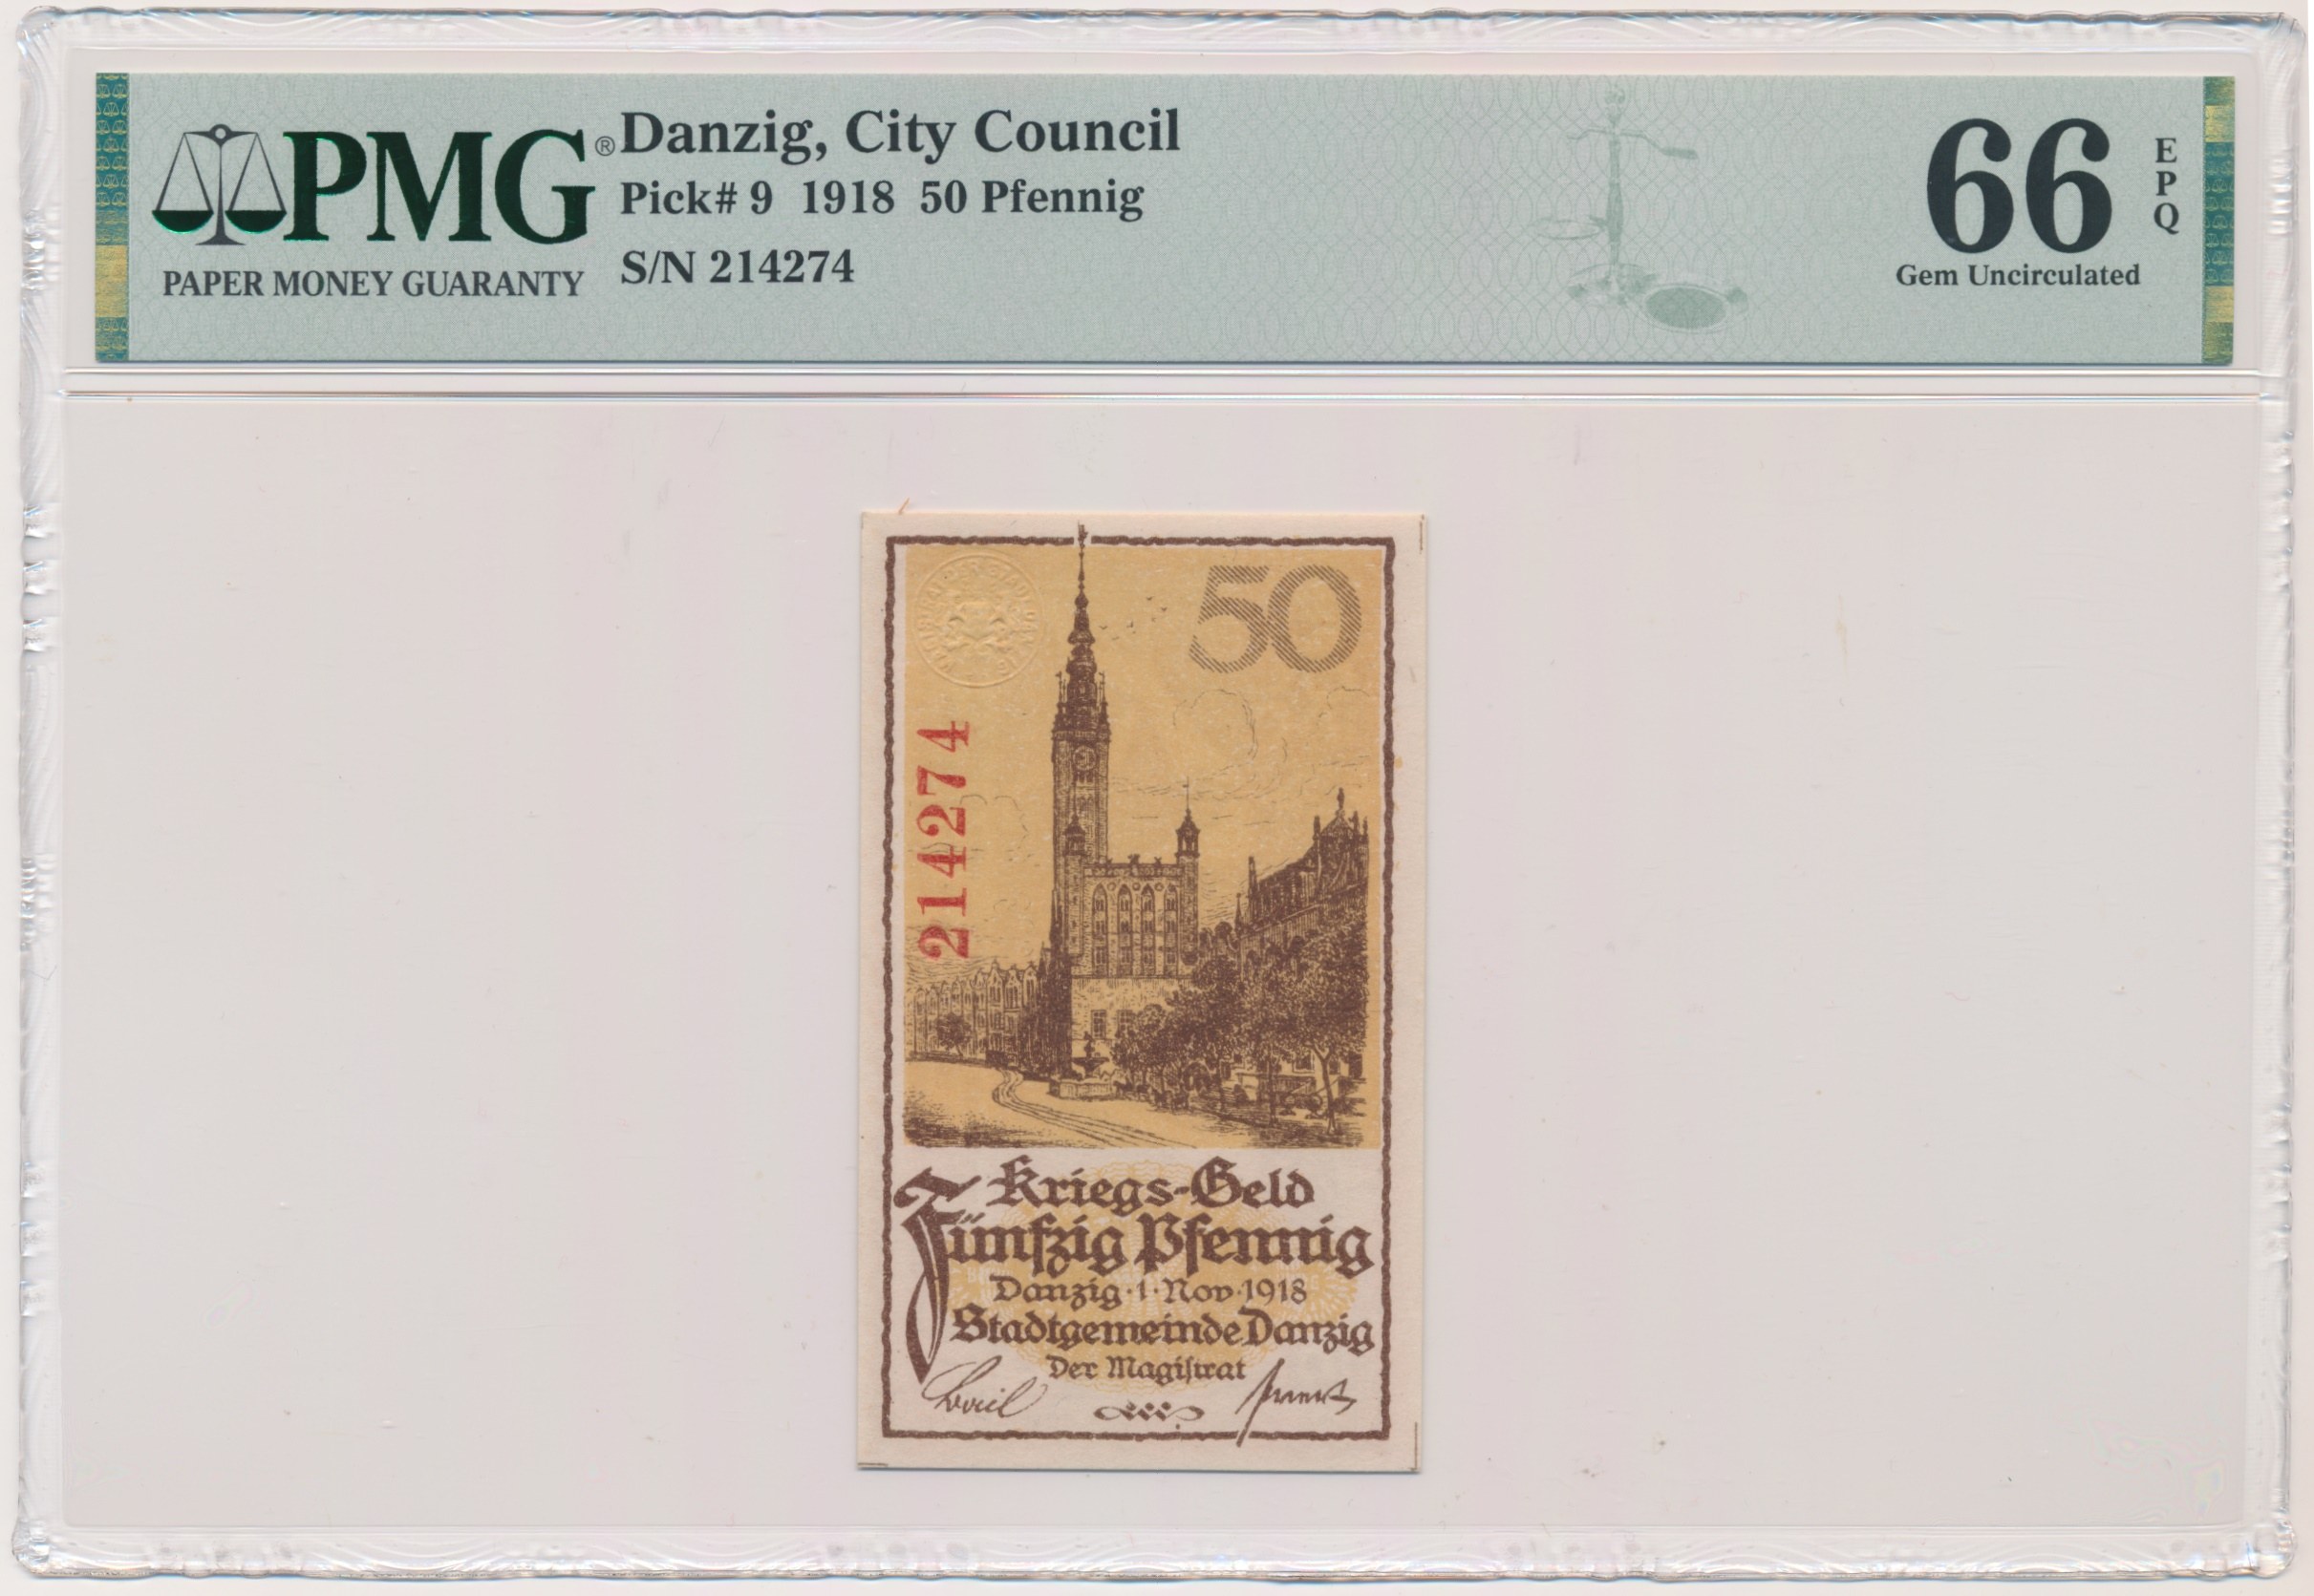 PMG®
PAPER MONEY GUARANTY
Danzig, City Council
Pick# 9 1918 50 Pfennig
S/N 214274
66
EPQ
Gem Uncirculated
50
214274
Kriegs-Geld
Fünfzig Pfennig
Danzig·1·Nov·1918
Stadtgemeinde Danzig
Der Magiſtrat